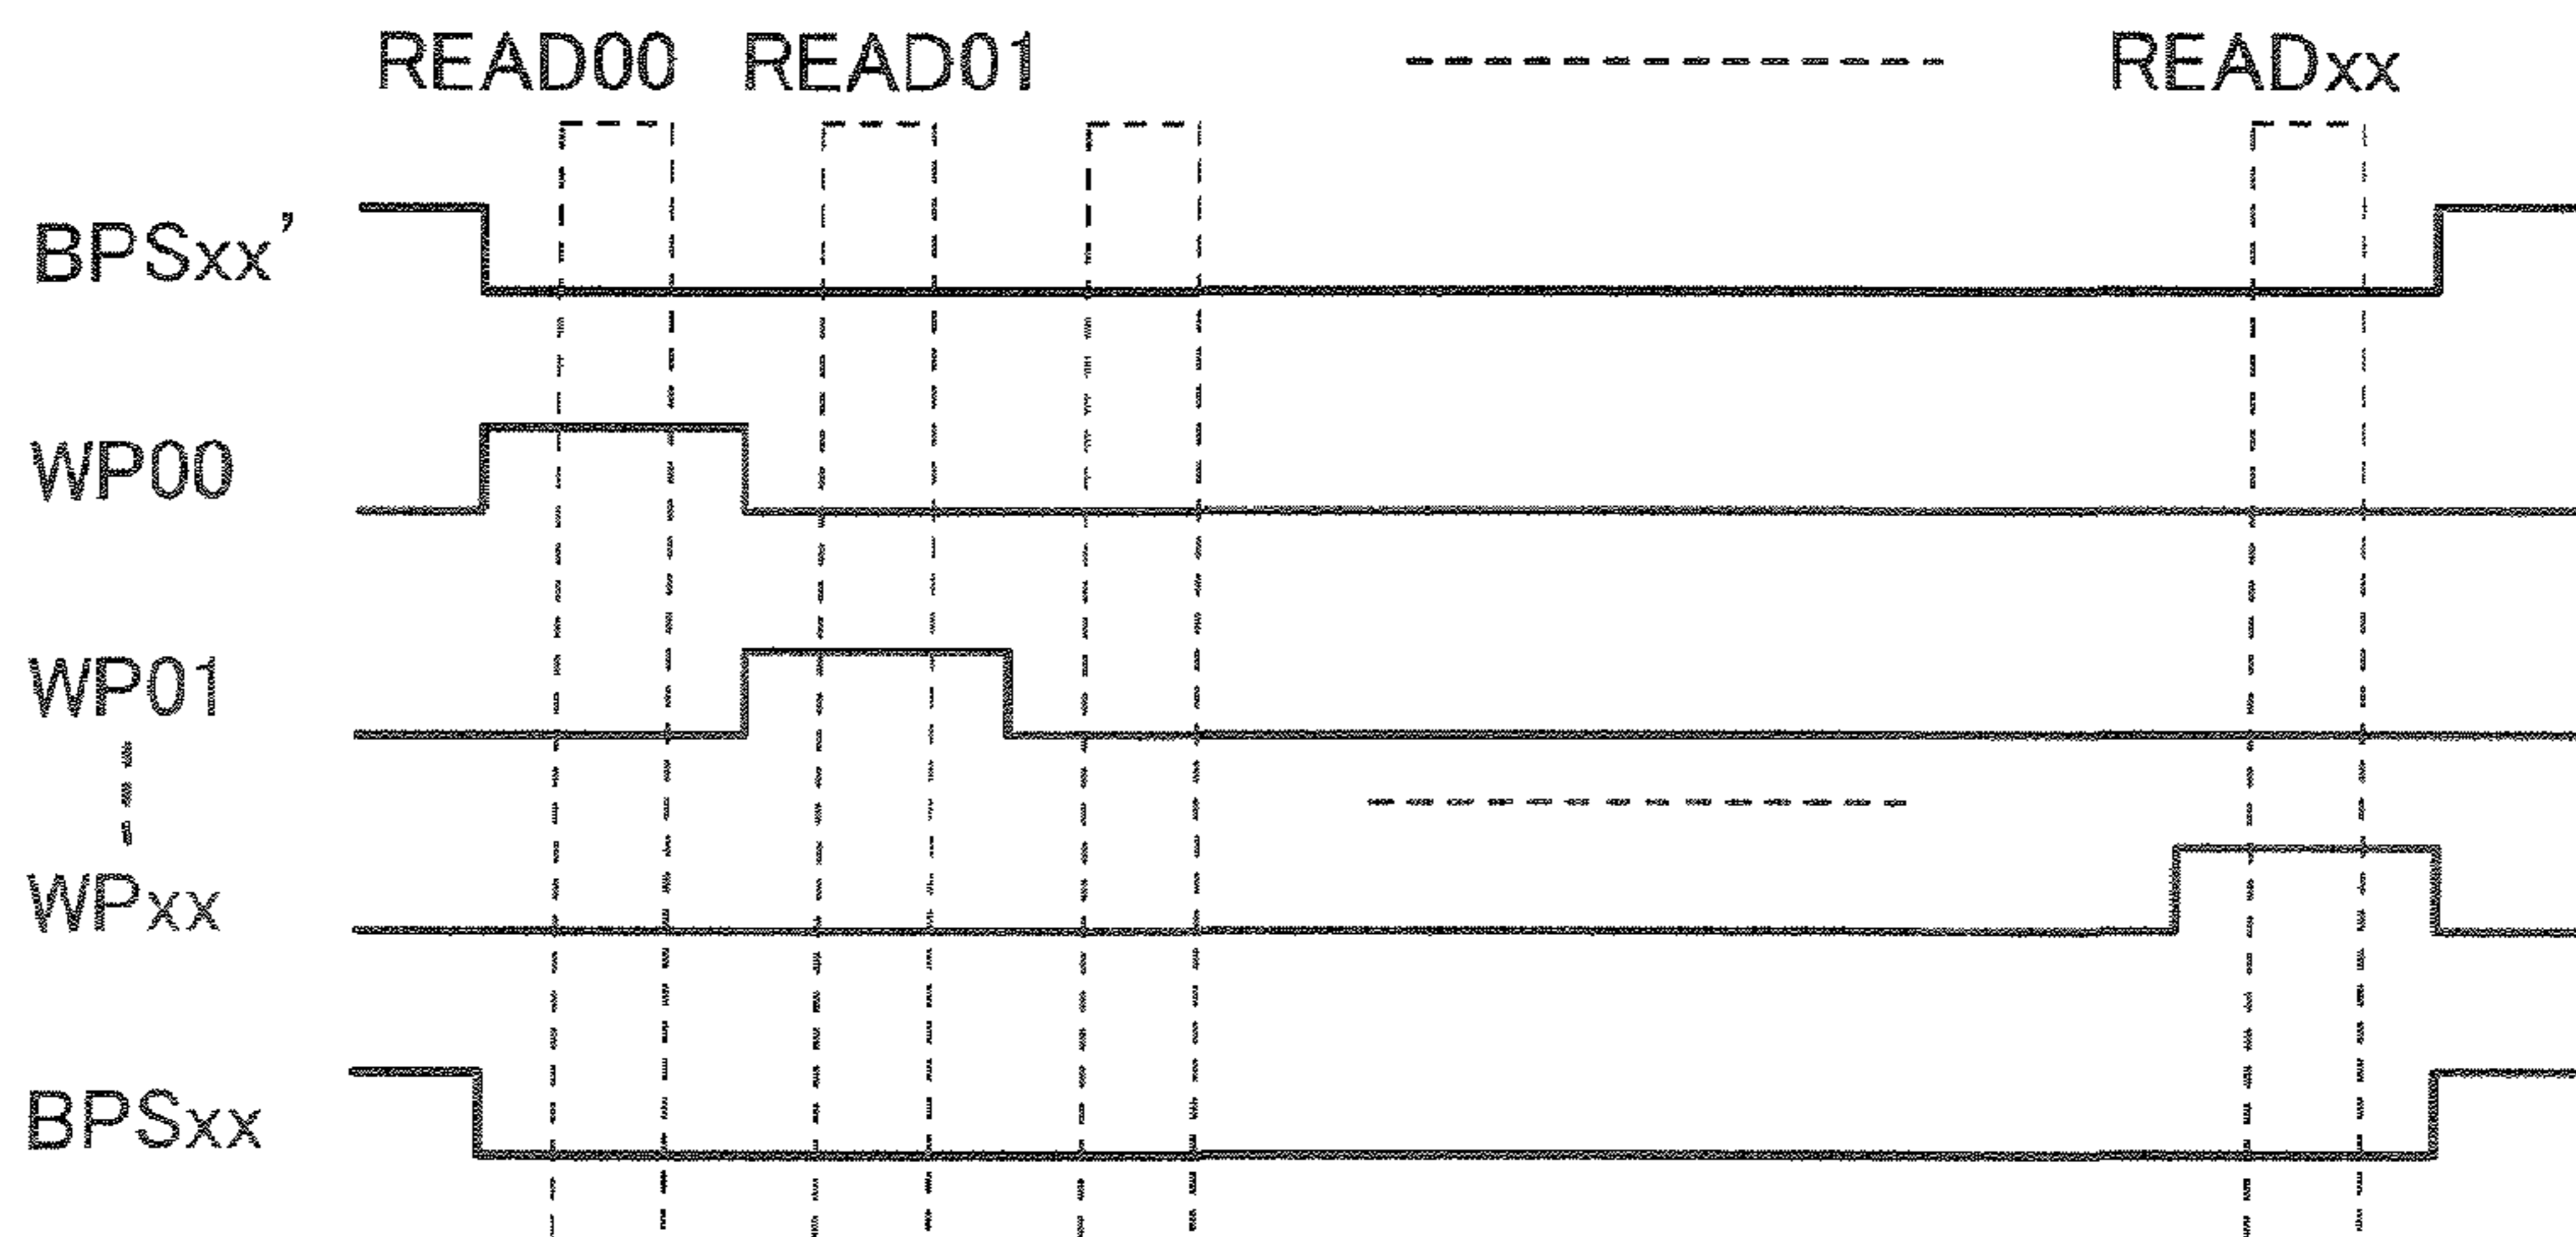 READ00 READ01 READxx
BPSxx’
WP00
WP01
WPxx
BPSxx